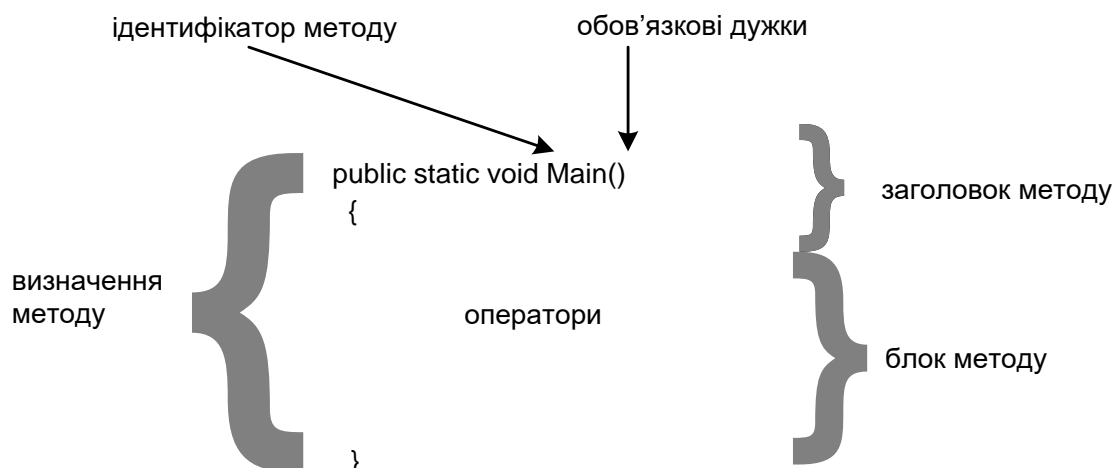 ідентифікатор методу
обов’язкові дужки
public static void Main()
{
заголовок методу
визначення
методу
оператори
блок методу
}